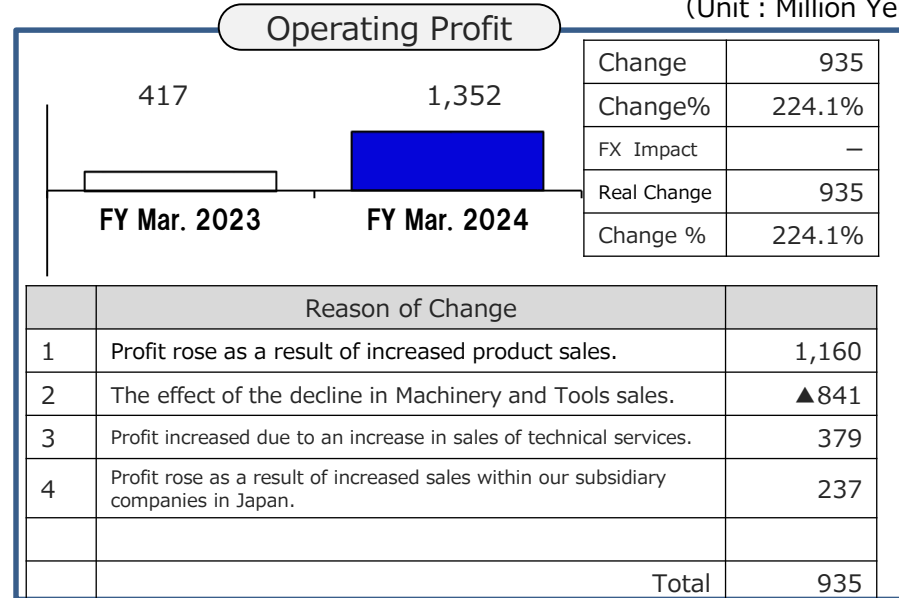 (Unit : Million Ye
Operating Profit
417 1,352
FY Mar. 2023 FY Mar. 2024
Change 935
Change% 224.1%
FX Impact –
Real Change 935
Change % 224.1%
Reason of Change
1 Profit rose as a result of increased product sales. 1,160
2 The effect of the decline in Machinery and Tools sales. ▲841
3 Profit increased due to an increase in sales of technical services. 379
4 Profit rose as a result of increased sales within our subsidiary
companies in Japan. 237
Total 935